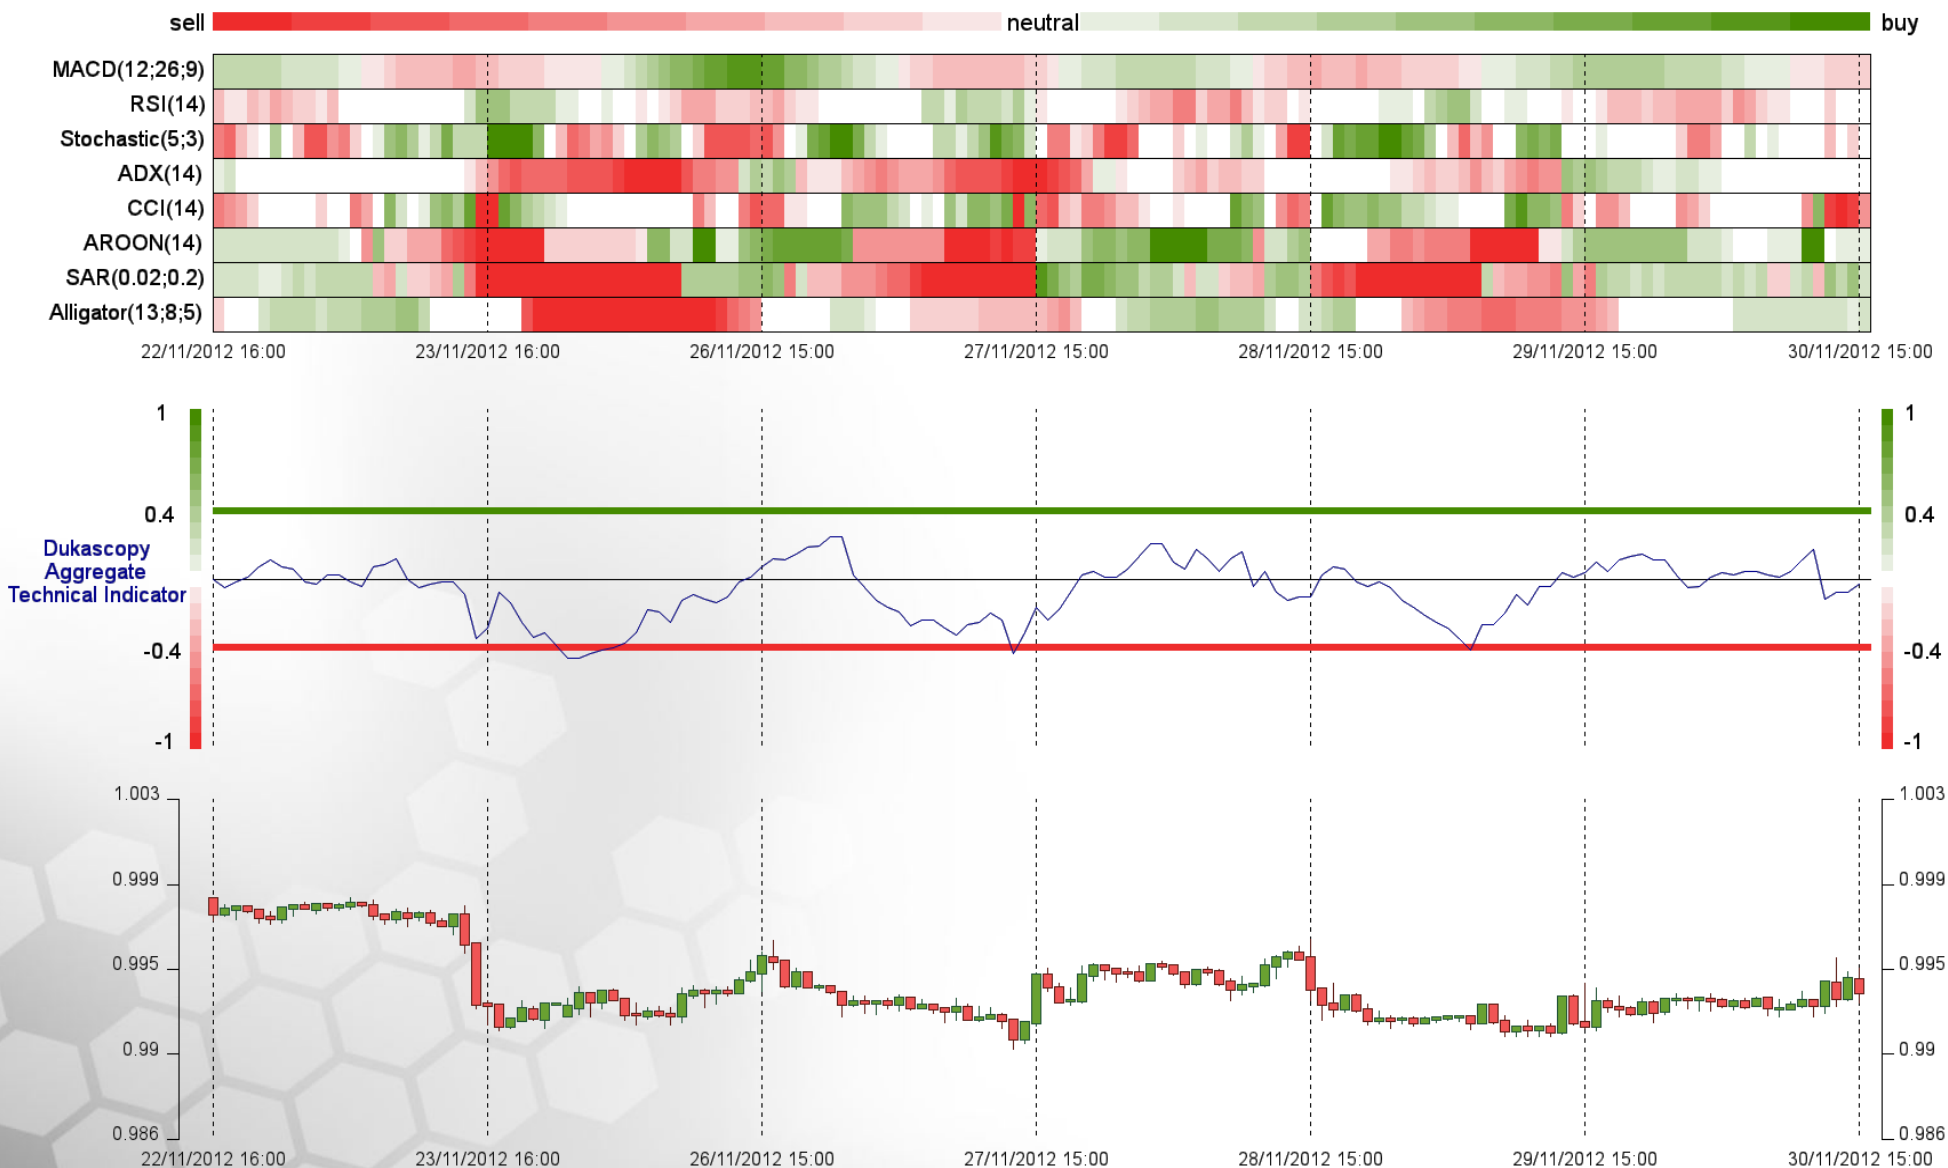 sell neutral buy
MACD(12;26;9)
RSI(14)
Stochastic(5;3)
ADX(14)
CCI(14)
AROON(14)
SAR(0.02;0.2)
Alligator(13;8;5)
22/11/2012 16:00 23/11/2012 16:00 26/11/2012 15:00 27/11/2012 15:00 28/11/2012 15:00 29/11/2012 15:00 30/11/2012 15:00
1 1
0.4 0.4
Dukascopy
Aggregate
Technical Indicator
-0.4 -0.4
-1 -1
1.003 1.003
0.999 0.999
0.995 0.995
0.99 0.99
0.986 0.986
22/11/2012 16:00 23/11/2012 16:00 26/11/2012 15:00 27/11/2012 15:00 28/11/2012 15:00 29/11/2012 15:00 30/11/2012 15:00